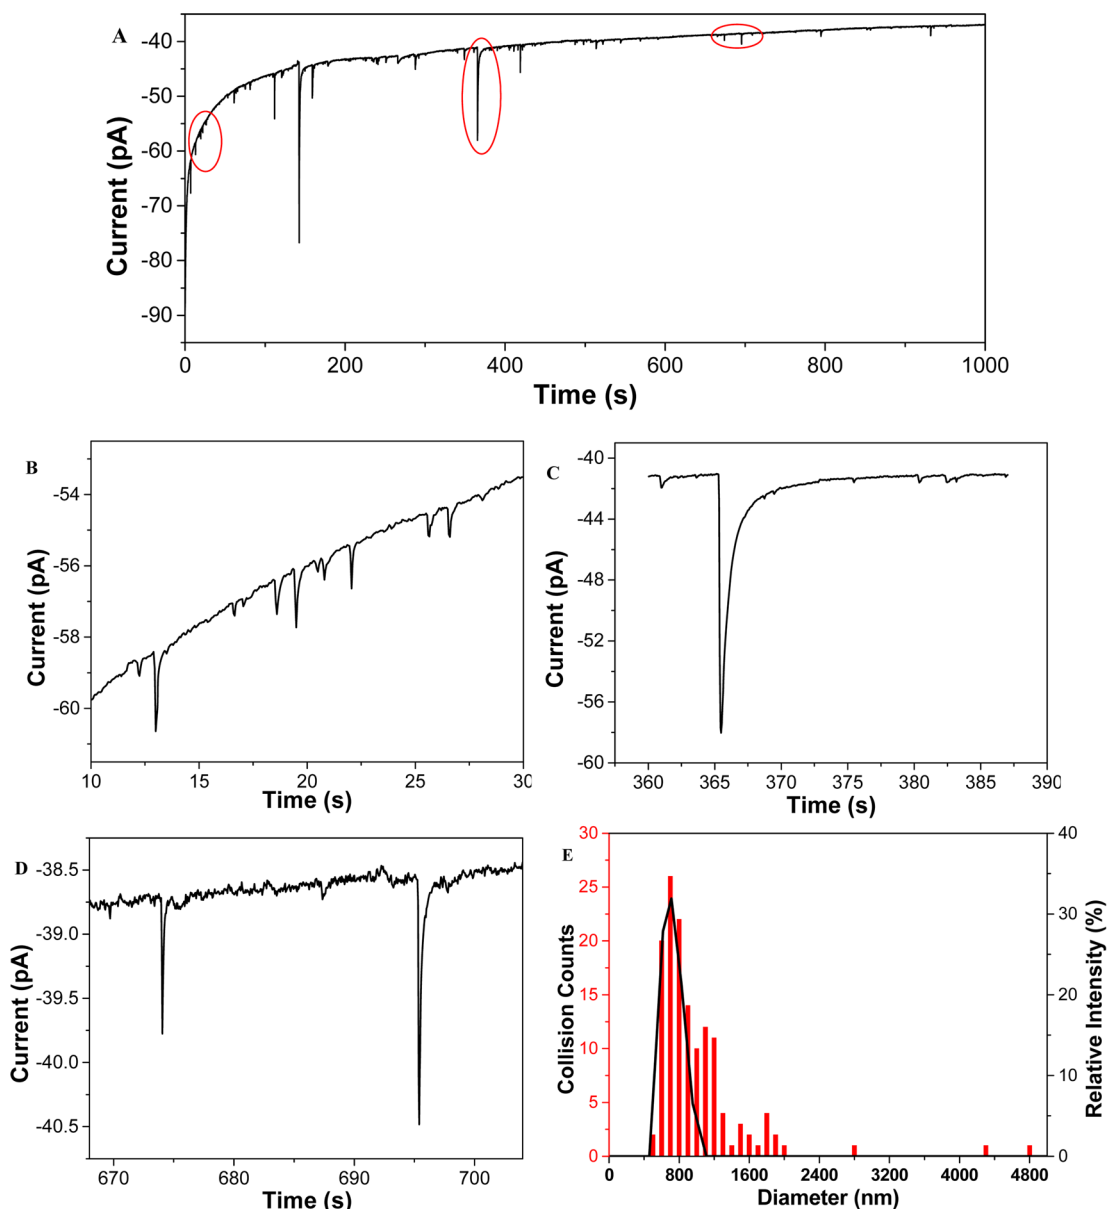 A
Current (pA)
-40
-50
-60
-70
-80
-90
0 200 400 600 800 1000
Time (s)
B
Current (pA)
-54
-56
-58
-60
10 15 20 25 30
Time (s)
C
Current (pA)
-40
-44
-48
-52
-56
-60
360 365 370 375 380 385 390
Time (s)
D
Current (pA)
-38.5
-39.0
-39.5
-40.0
-40.5
670 680 690 700
Time (s)
E
Collision Counts
30
25
20
15
10
5
0
Relative Intensity (%)
40
30
20
10
0
0 800 1600 2400 3200 4000 4800
Diameter (nm)